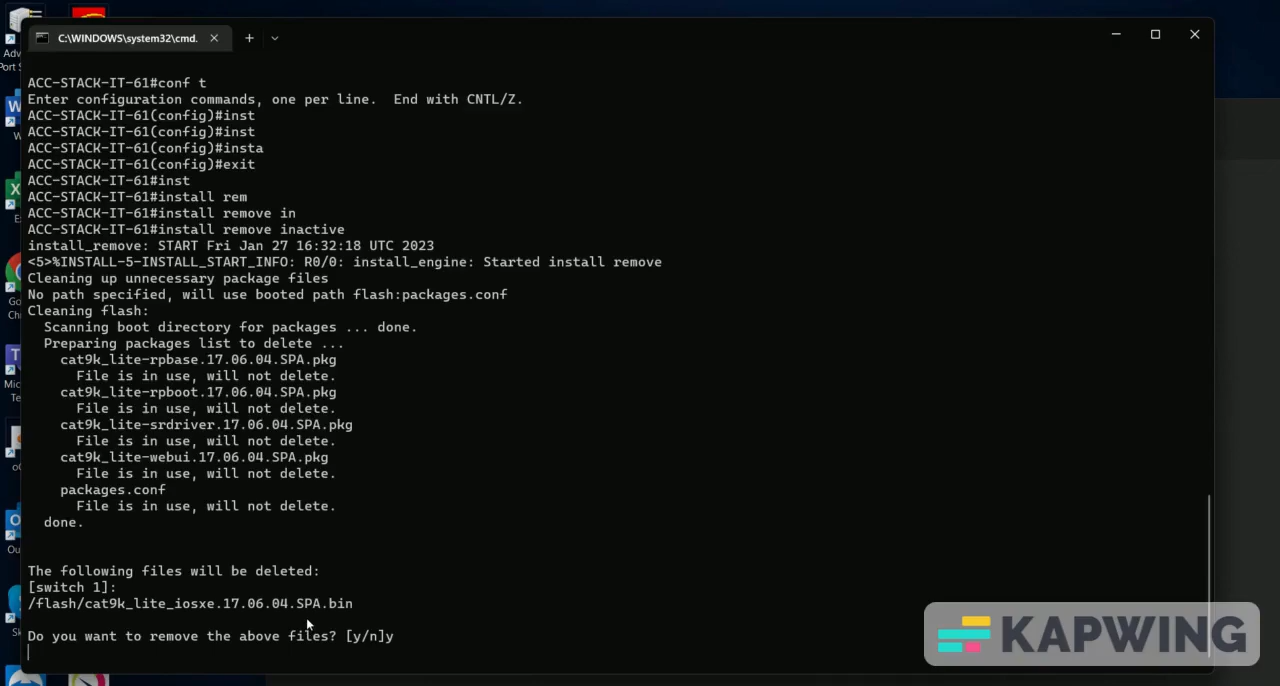 C:\WINDOWS\system32\cmd.
Adv
Port S
ACC-STACK-IT-61#conf t
Enter configuration commands, one per line.  End with CNTL/Z.
ACC-STACK-IT-61(config)#inst
ACC-STACK-IT-61(config)#inst
ACC-STACK-IT-61(config)#insta
ACC-STACK-IT-61(config)#exit
ACC-STACK-IT-61#inst
ACC-STACK-IT-61#install rem
ACC-STACK-IT-61#install remove in
ACC-STACK-IT-61#install remove inactive
install_remove: START Fri Jan 27 16:32:18 UTC 2023
<5>%INSTALL-5-INSTALL_START_INFO: R0/0: install_engine: Started install remove
Cleaning up unnecessary package files
No path specified, will use booted path flash:packages.conf
Cleaning flash:
Scanning boot directory for packages ... done.
Preparing packages list to delete ...
cat9k_lite-rpbase.17.06.04.SPA.pkg
File is in use, will not delete.
cat9k_lite-rpboot.17.06.04.SPA.pkg
File is in use, will not delete.
cat9k_lite-srdriver.17.06.04.SPA.pkg
File is in use, will not delete.
cat9k_lite-webui.17.06.04.SPA.pkg
File is in use, will not delete.
packages.conf
File is in use, will not delete.
done.
The following files will be deleted:
[switch 1]:
/flash/cat9k_lite_iosxe.17.06.04.SPA.bin
Do you want to remove the above files? [y/n]y
Go
Chr
Mic
Te
Ou
KAPWING